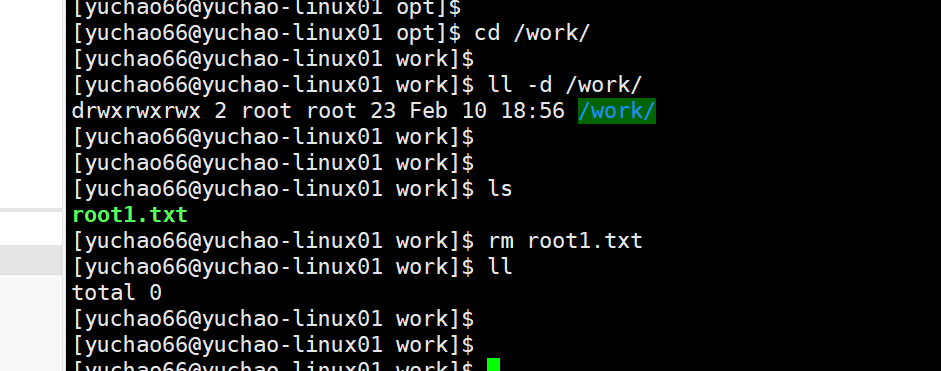 [yuchao66@yuchao-linux01 opt]$
[yuchao66@yuchao-linux01 opt]$ cd /work/
[yuchao66@yuchao-linux01 work]$
[yuchao66@yuchao-linux01 work]$ ll -d /work/
drwxrwxrwx 2 root root 23 Feb 10 18:56 /work/
[yuchao66@yuchao-linux01 work]$
[yuchao66@yuchao-linux01 work]$
[yuchao66@yuchao-linux01 work]$ ls
root1.txt
[yuchao66@yuchao-linux01 work]$ rm root1.txt
[yuchao66@yuchao-linux01 work]$ ll
total 0
[yuchao66@yuchao-linux01 work]$
[yuchao66@yuchao-linux01 work]$
[yuchao66@yuchao-linux01 work]$